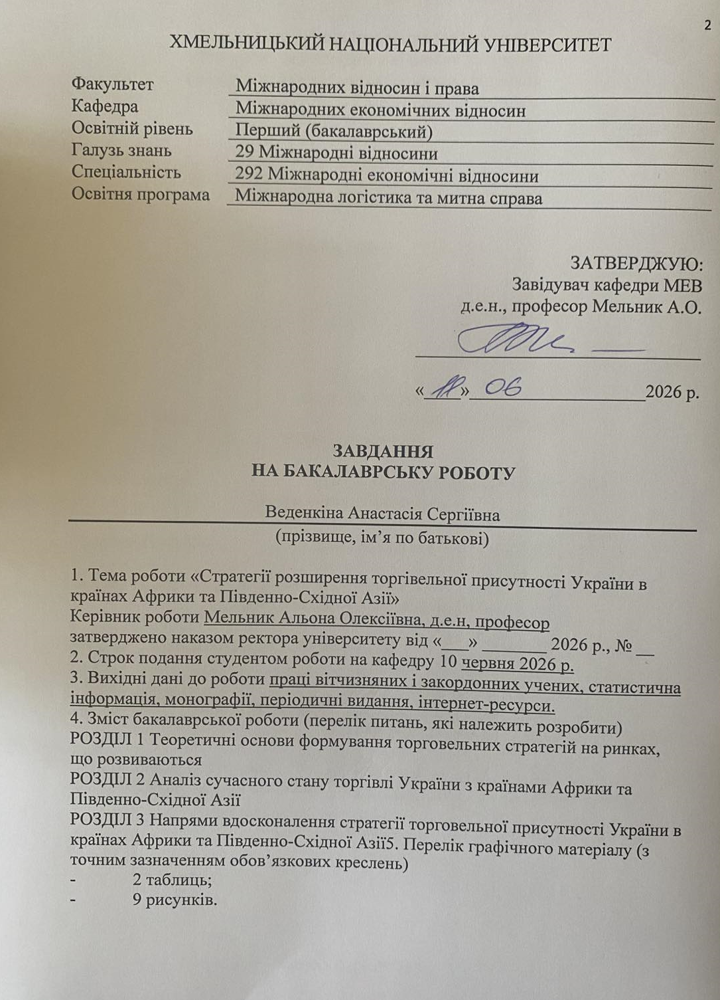 2
ХМЕЛЬНИЦЬКИЙ НАЦІОНАЛЬНИЙ УНІВЕРСИТЕТ
Факультет Міжнародних відносин і права
Кафедра Міжнародних економічних відносин
Освітній рівень Перший (бакалаврський)
Галузь знань 29 Міжнародні відносини
Спеціальність 292 Міжнародні економічні відносини
Освітня програма Міжнародна логістика та митна справа
ЗАТВЕРДЖУЮ:
Завідувач кафедри МЕВ
д.е.н., професор Мельник А.О.
«___» 06 2026 р.
ЗАВДАННЯ
НА БАКАЛАВРСЬКУ РОБОТУ
Веденкіна Анастасія Сергіївна
(прізвище, ім’я по батькові)
1. Тема роботи «Стратегії розширення торгівельної присутності України в
країнах Африки та Південно-Східної Азії»
Керівник роботи Мельник Альона Олексіївна, д.е.н, професор
затверджено наказом ректора університету від «___» _______ 2026 р., № __
2. Строк подання студентом роботи на кафедру 10 червня 2026 р.
3. Вихідні дані до роботи праці вітчизняних і закордонних учених, статистична
інформація, монографії, періодичні видання, інтернет-ресурси.
4. Зміст бакалаврської роботи (перелік питань, які належить розробити)
РОЗДІЛ 1 Теоретичні основи формування торговельних стратегій на ринках,
що розвиваються
РОЗДІЛ 2 Аналіз сучасного стану торгівлі України з країнами Африки та
Південно-Східної Азії
РОЗДІЛ 3 Напрями вдосконалення стратегії торговельної присутності України в
країнах Африки та Південно-Східної Азії5. Перелік графічного матеріалу (з
точним зазначенням обов’язкових креслень)
- 2 таблиць;
- 9 рисунків.